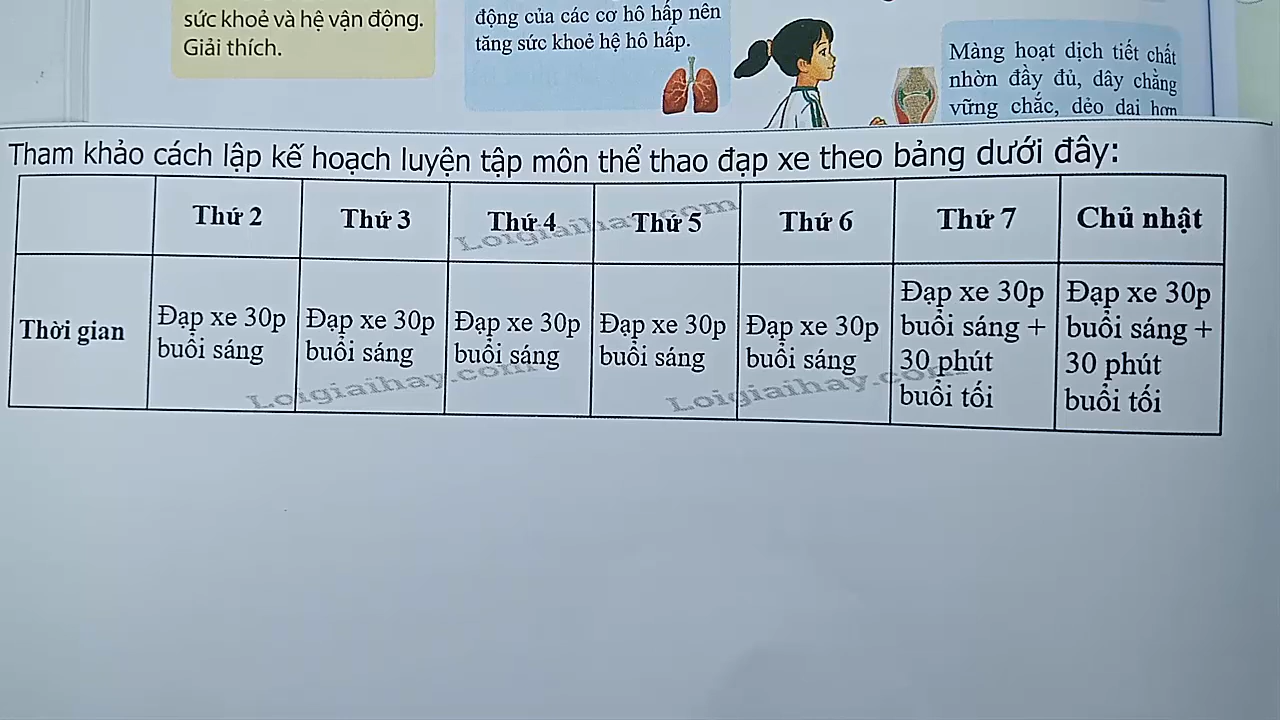 sức khoẻ và hệ vận động.
Giải thích.
động của các cơ hô hấp nên
tăng sức khoẻ hệ hô hấp.
Màng hoạt dịch tiết chất
nhờn đầy đủ, dây chằng
vững chắc, dẻo dai hơn
Tham khảo cách lập kế hoạch luyện tập môn thể thao đạp xe theo bảng dưới đây:
Thứ 2 Thứ 3 Thứ 4 Thứ 5 Thứ 6 Thứ 7 Chủ nhật
Loigiaihay.com
Thời gian
Đạp xe 30p
buổi sáng
Đạp xe 30p
buổi sáng
Đạp xe 30p
buổi sáng
Đạp xe 30p
buổi sáng
Đạp xe 30p
buổi sáng
Đạp xe 30p
buổi sáng +
30 phút
buổi tối
Đạp xe 30p
buổi sáng +
30 phút
buổi tối
Loigiaihay.com
Loigiaihay.com